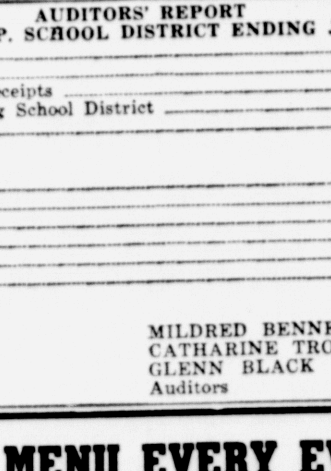 AUDITORS' REPORT
P. SCHOOL DISTRICT ENDING
ceipts
School District
MILDRED BENNE
CATHARINE TRO
GLENN BLACK
Auditors
MENU EVERY